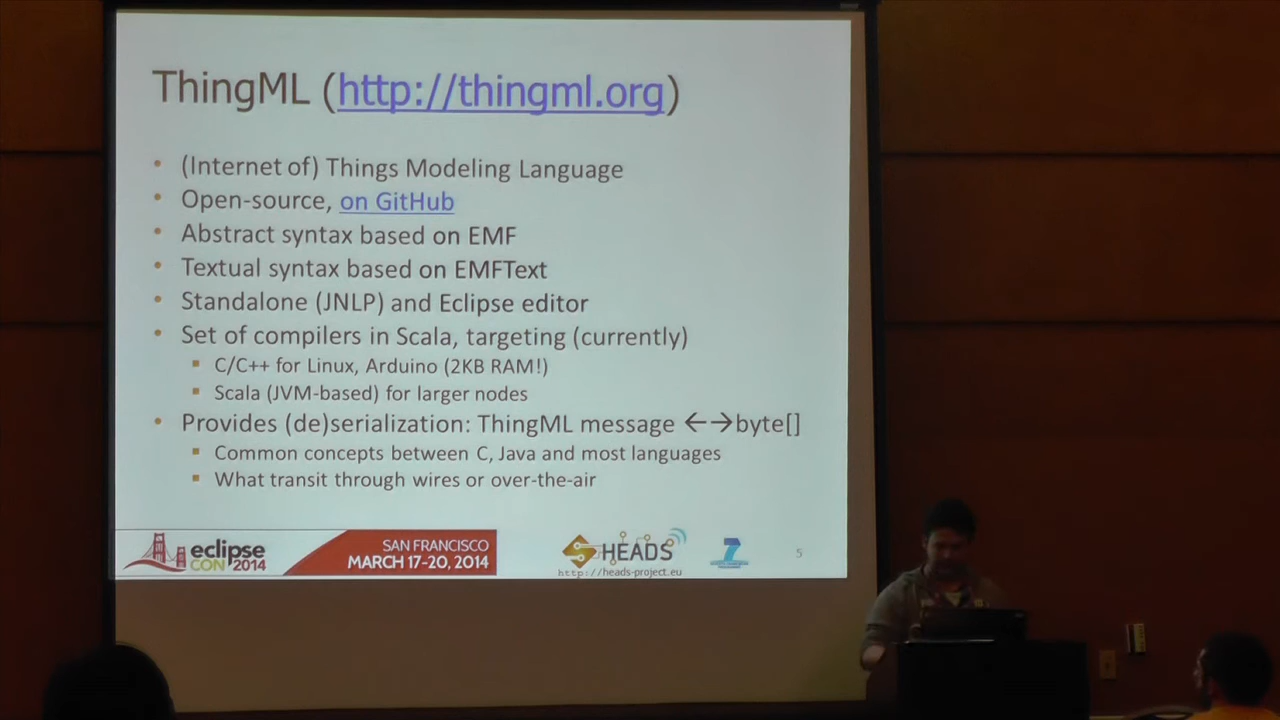 ThingML (http://thingml.org)
• (Internet of) Things Modeling Language
• Open-source, on GitHub
• Abstract syntax based on EMF
• Textual syntax based on EMFText
• Standalone (JNLP) and Eclipse editor
• Set of compilers in Scala, targeting (currently)
▪ C/C++ for Linux, Arduino (2KB RAM!)
▪ Scala (JVM-based) for larger nodes
• Provides (de)serialization: ThingML message ←→byte[]
▪ Common concepts between C, Java and most languages
▪ What transit through wires or over-the-air
eclipse
CON 2014
SAN FRANCISCO
MARCH 17-20, 2014
HEADS
http://heads-project.eu
7
5